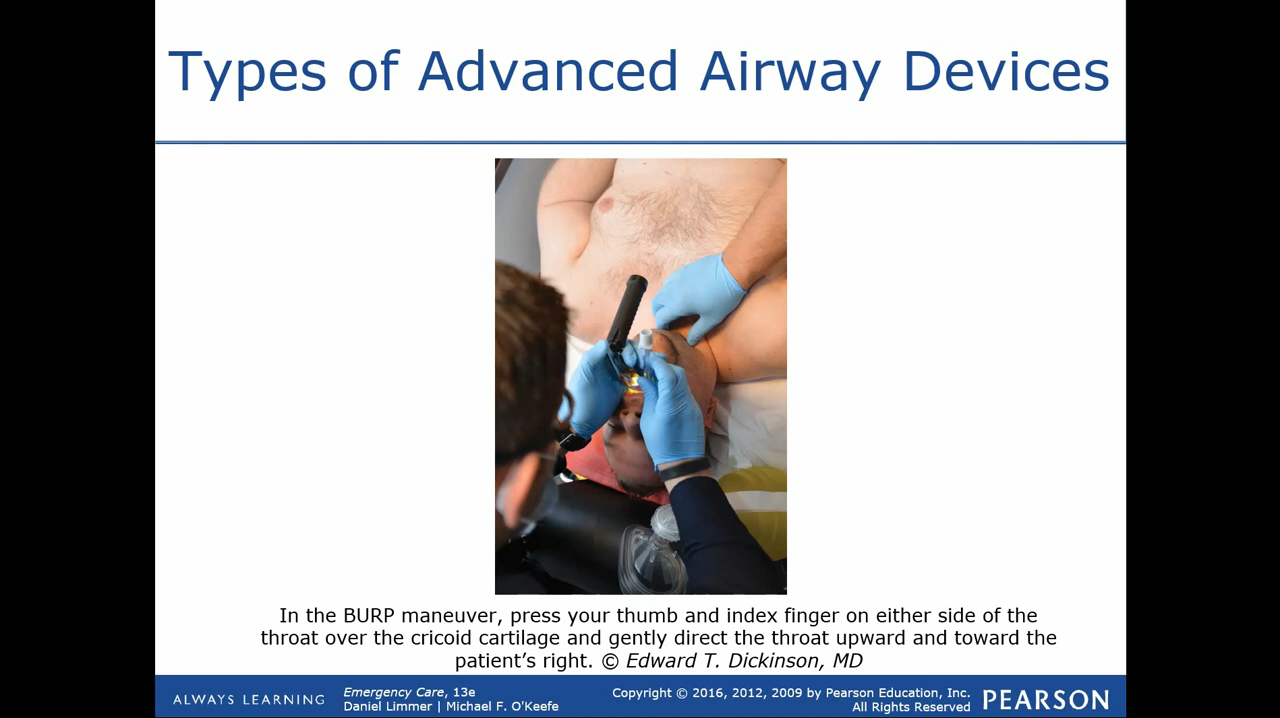 Types of Advanced Airway Devices
In the BURP maneuver, press your thumb and index finger on either side of the
throat over the cricoid cartilage and gently direct the throat upward and toward the
patient’s right. © Edward T. Dickinson, MD
ALWAYS LEARNING
Emergency Care, 13e
Daniel Limmer | Michael F. O'Keefe
Copyright © 2016, 2012, 2009 by Pearson Education, Inc.
All Rights Reserved
PEARSON